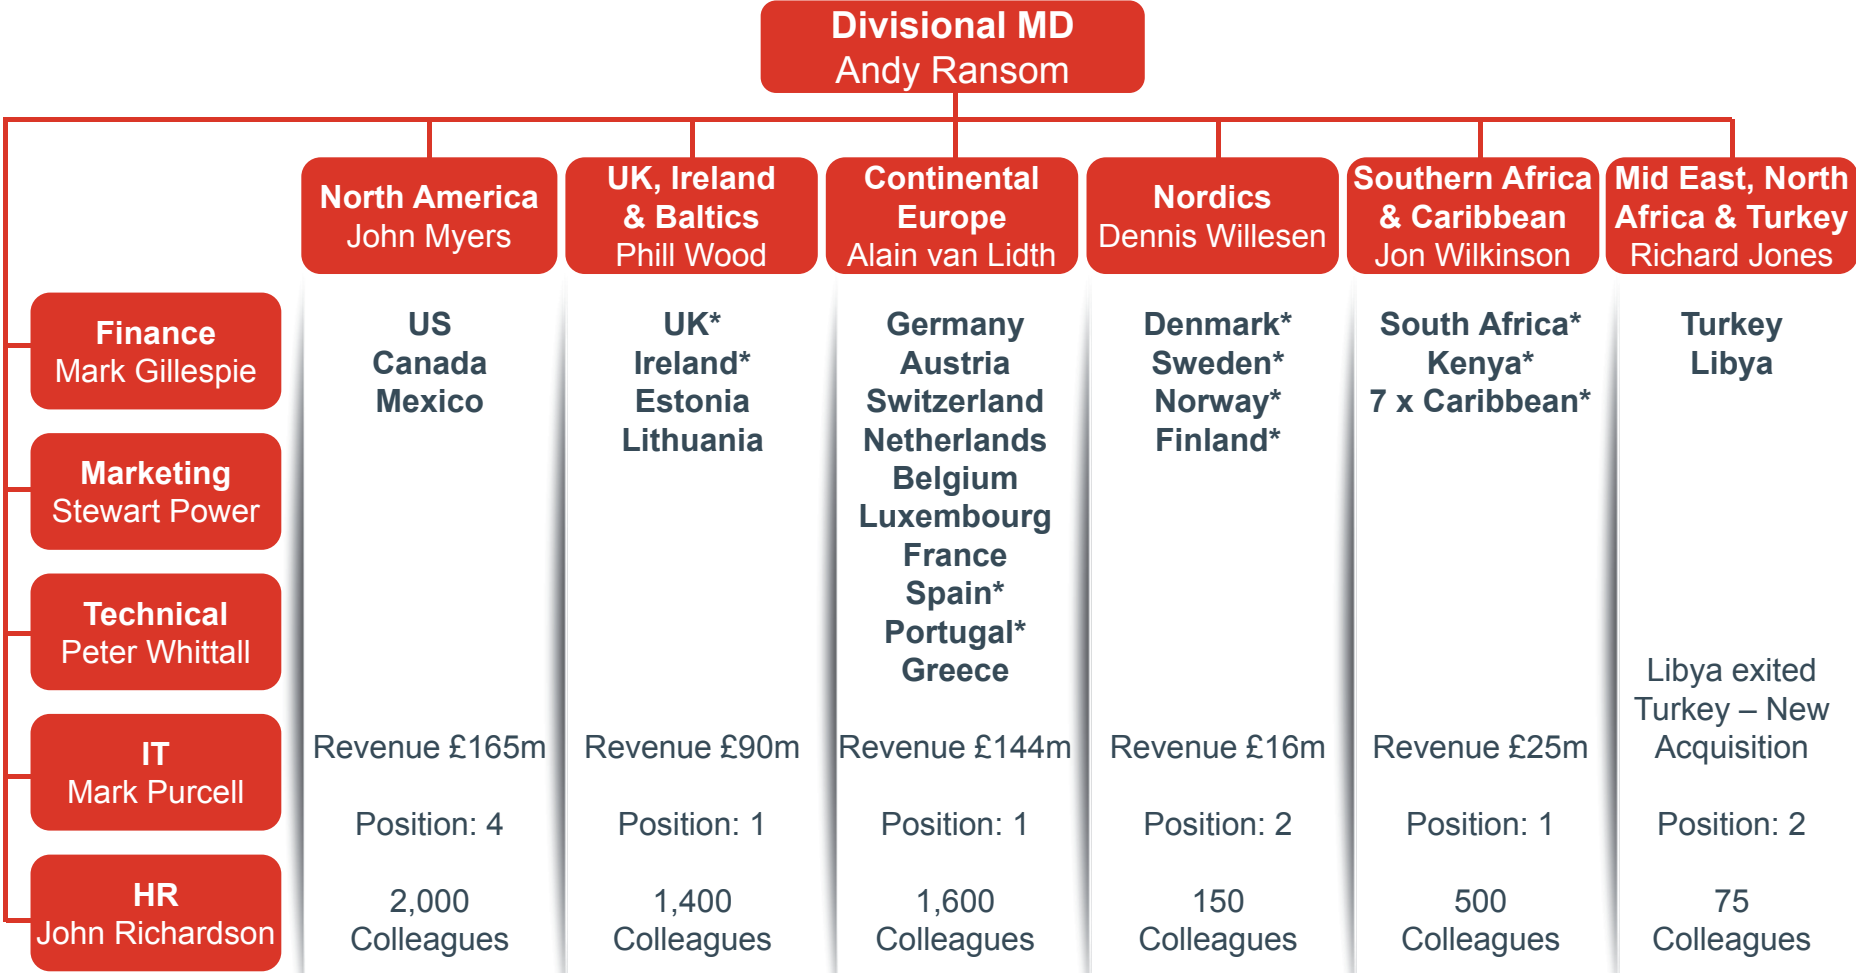 Divisional MD
Andy Ransom
North America
John Myers
UK, Ireland
& Baltics
Phill Wood
Continental
Europe
Alain van Lidth
Nordics
Dennis Willesen
Southern Africa
& Caribbean
Jon Wilkinson
Mid East, North
Africa & Turkey
Richard Jones
Finance
Mark Gillespie
Marketing
Stewart Power
Technical
Peter Whittall
IT
Mark Purcell
HR
John Richardson
US
Canada
Mexico
Revenue £165m
Position: 4
2,000
Colleagues
UK*
Ireland*
Estonia
Lithuania
Revenue £90m
Position: 1
1,400
Colleagues
Germany
Austria
Switzerland
Netherlands
Belgium
Luxembourg
France
Spain*
Portugal*
Greece
Revenue £144m
Position: 1
1,600
Colleagues
Denmark*
Sweden*
Norway*
Finland*
Revenue £16m
Position: 2
150
Colleagues
South Africa*
Kenya*
7 x Caribbean*
Revenue £25m
Position: 1
500
Colleagues
Turkey
Libya
Libya exited
Turkey – New
Acquisition
Position: 2
75
Colleagues